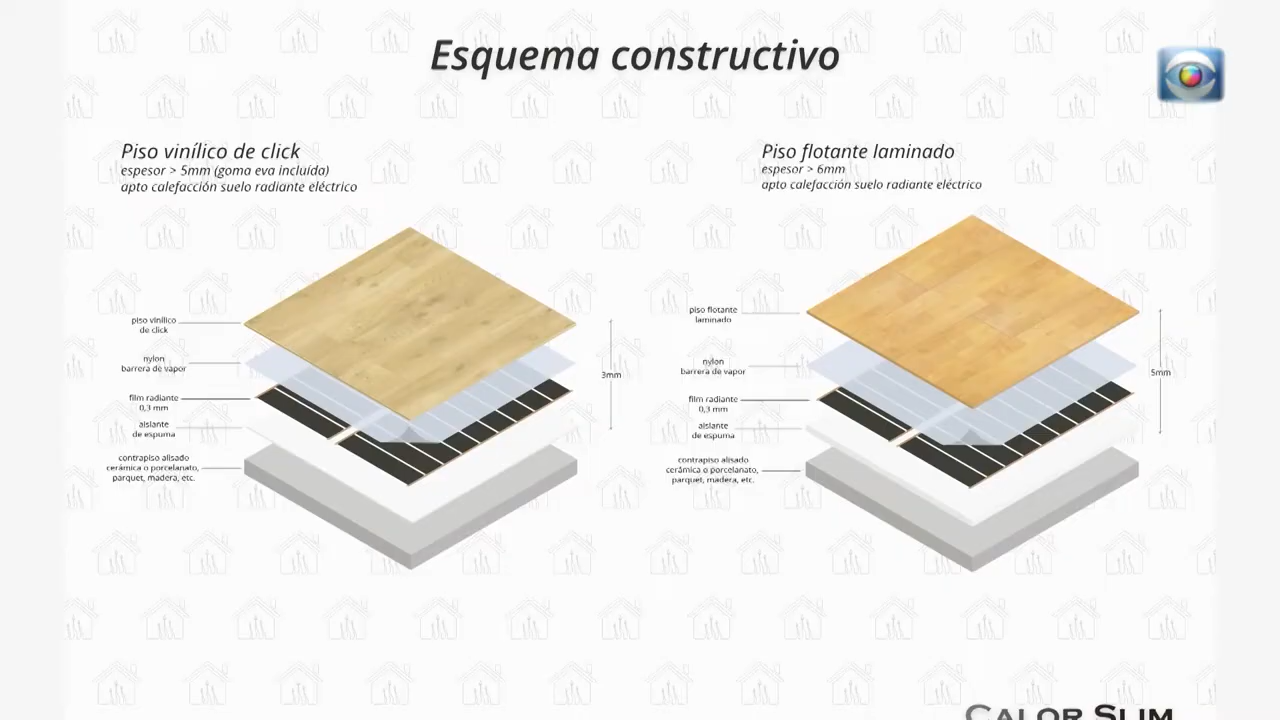 Esquema constructivo
Piso vinílico de click
espesor > 5mm (goma eva incluída)
apto calefacción suelo radiante eléctrico
piso vinílico
de click
nylon
barrera de vapor
film radiante
0,3 mm
aislante
de espuma
contrapiso alisado
cerámica o porcelanato,
parquet, madera, etc.
3mm
Piso flotante laminado
espesor > 6mm
apto calefacción suelo radiante eléctrico
piso flotante
laminado
nylon
barrera de vapor
film radiante
0,3 mm
aislante
de espuma
contrapiso alisado
cerámica o porcelanato,
parquet, madera, etc.
5mm
CALOR SLIM